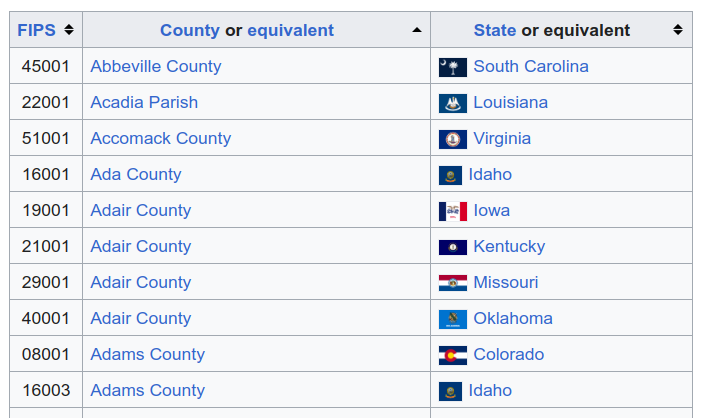 FIPS County or equivalent State or equivalent
45001 Abbeville County South Carolina
22001 Acadia Parish Louisiana
51001 Accomack County Virginia
16001 Ada County Idaho
19001 Adair County Iowa
21001 Adair County Kentucky
29001 Adair County Missouri
40001 Adair County Oklahoma
08001 Adams County Colorado
16003 Adams County Idaho